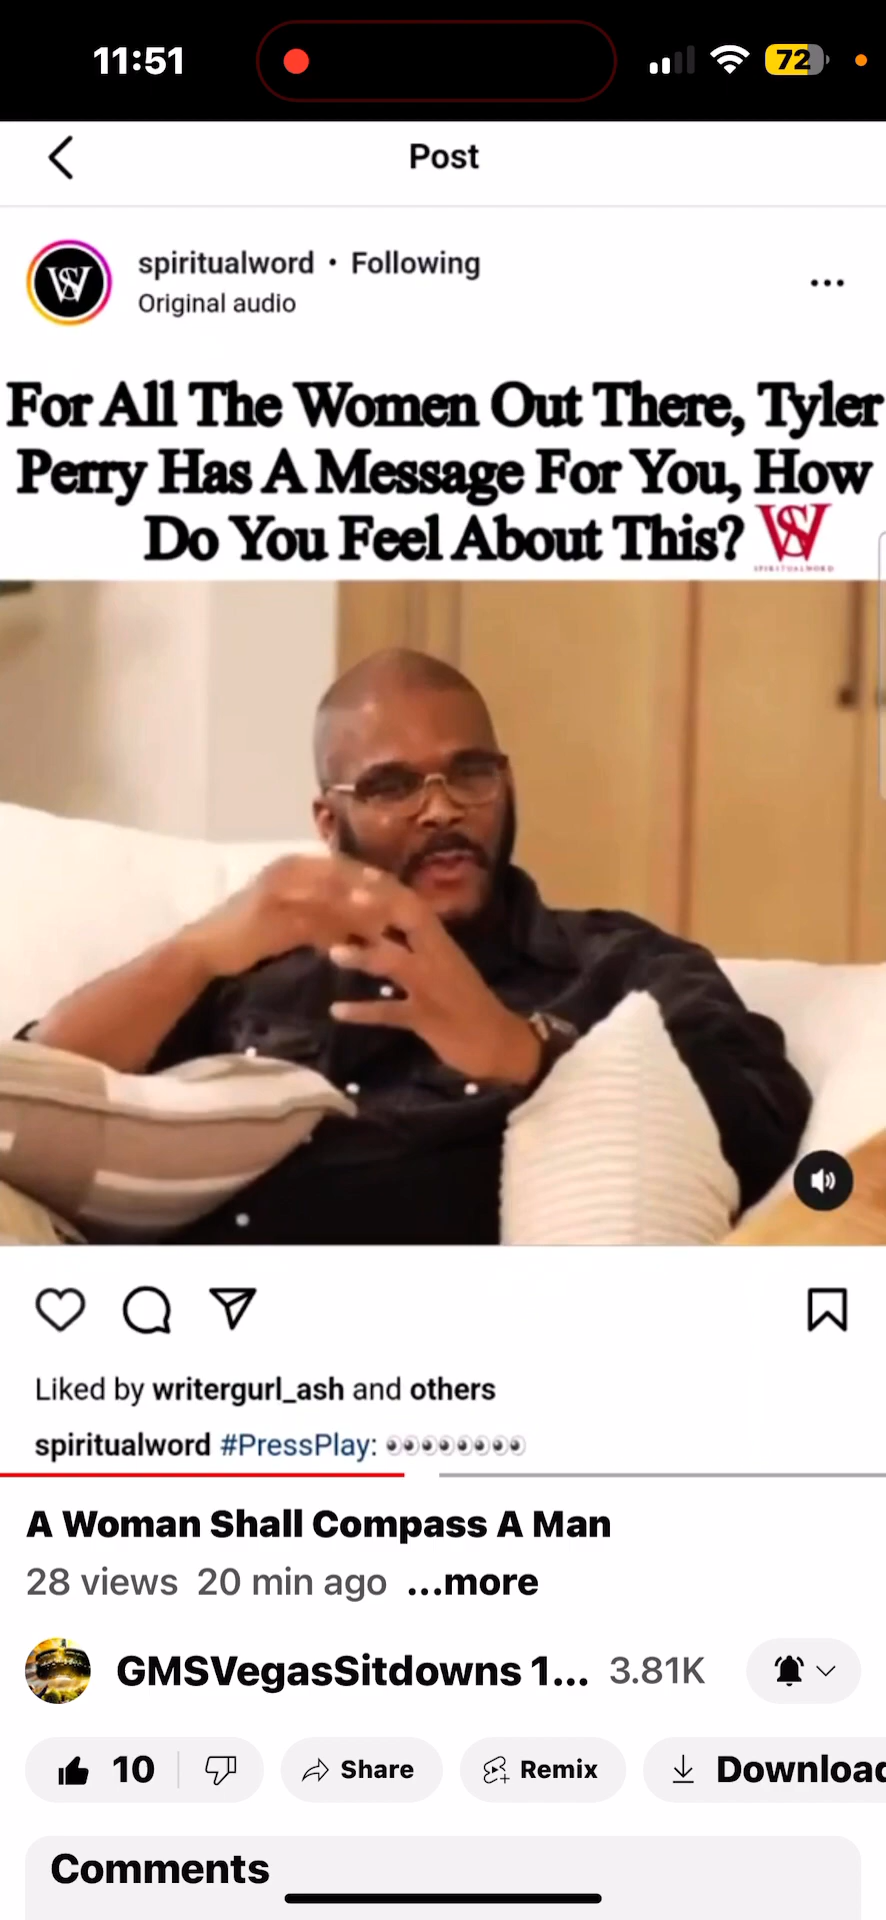 11:51
72
Post
spiritualword • Following
Original audio
For All The Women Out There, Tyler
Perry Has A Message For You, How
Do You Feel About This?
SPIRITUALWORD
Liked by writergurl_ash and others
spiritualword #PressPlay: 👀👀👀👀
A Woman Shall Compass A Man
28 views 20 min ago ...more
GMSVegasSitdowns 1... 3.81K
10
Share
Remix
Download
Comments